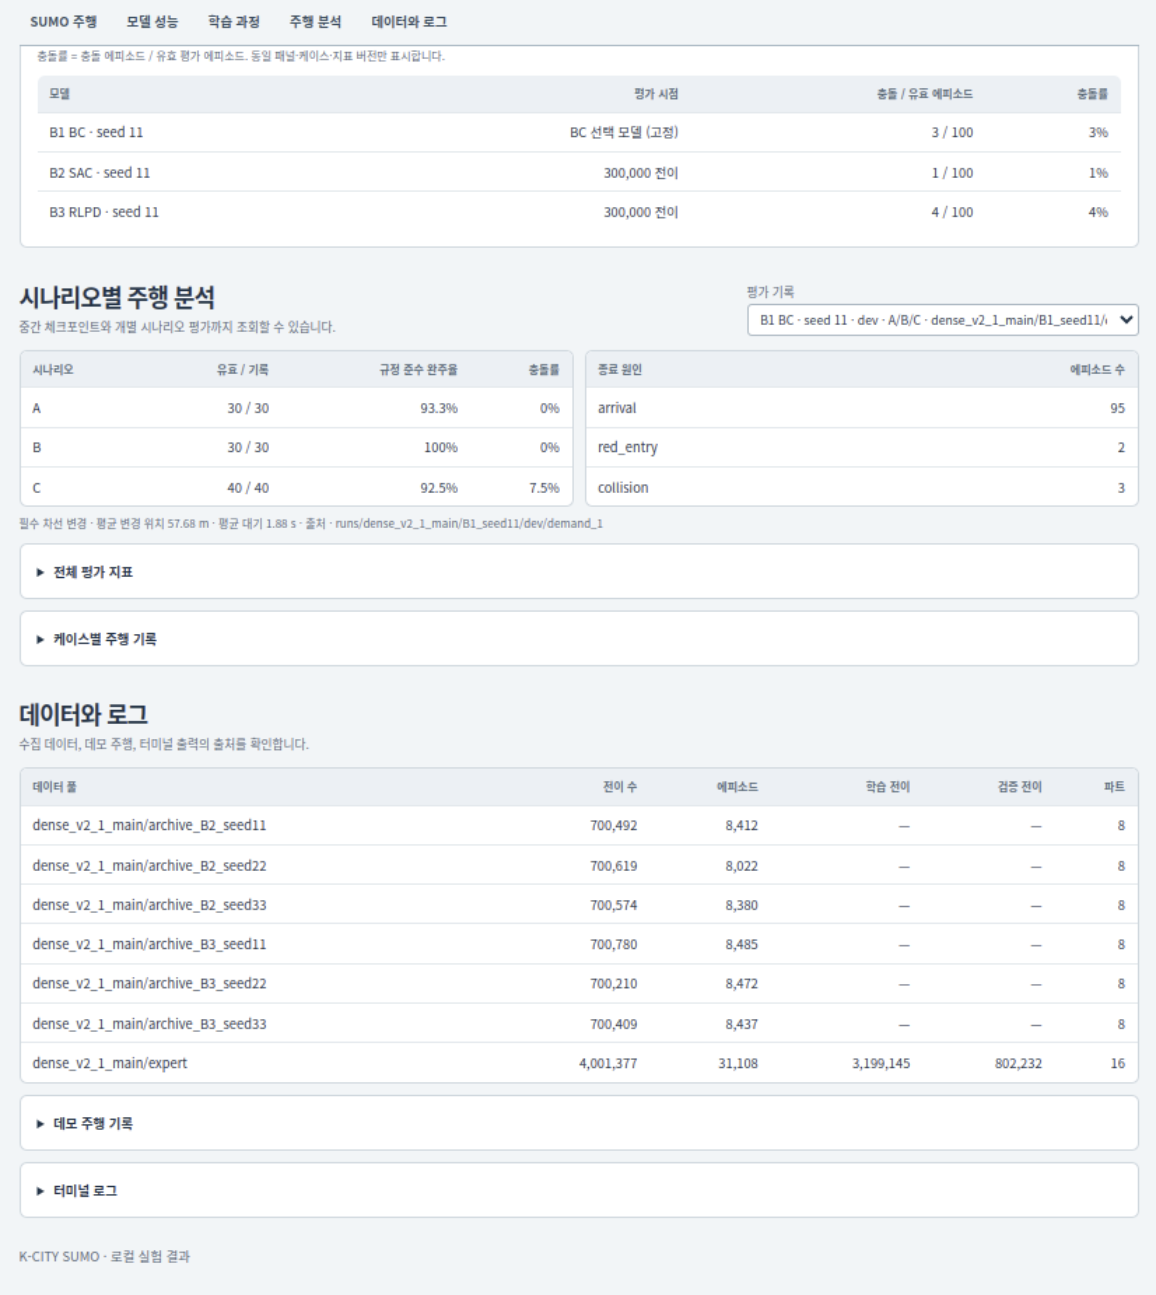 SUMO 주행 모델 성능 학습 과정 주행 분석 데이터와 로그
충돌률 = 충돌 에피소드 / 유효 평가 에피소드. 동일 패널·케이스·지표 버전만 표시합니다.
모델 평가 시점 충돌 / 유효 에피소드 충돌률
B1 BC · seed 11 BC 선택 모델 (고정) 3 / 100 3%
B2 SAC · seed 11 300,000 전이 1 / 100 1%
B3 RLPD · seed 11 300,000 전이 4 / 100 4%
시나리오별 주행 분석
중간 체크포인트와 개별 시나리오 평가까지 조회할 수 있습니다.
평가 기록
B1 BC · seed 11 · dev · A/B/C · dense_v2_1_main/B1_seed11/
시나리오 유효 / 기록 규정 준수 완주율 충돌률
A 30 / 30 93.3% 0%
B 30 / 30 100% 0%
C 40 / 40 92.5% 7.5%
종료 원인 에피소드 수
arrival 95
red_entry 2
collision 3
필수 차선 변경 · 평균 변경 위치 57.68 m · 평균 대기 1.88 s · 출처 · runs/dense_v2_1_main/B1_seed11/dev/demand_1
▶ 전체 평가 지표
▶ 케이스별 주행 기록
데이터와 로그
수집 데이터, 데모 주행, 터미널 출력의 출처를 확인합니다.
데이터 풀 전이 수 에피소드 학습 전이 검증 전이 파트
dense_v2_1_main/archive_B2_seed11 700,492 8,412 — — 8
dense_v2_1_main/archive_B2_seed22 700,619 8,022 — — 8
dense_v2_1_main/archive_B2_seed33 700,574 8,380 — — 8
dense_v2_1_main/archive_B3_seed11 700,780 8,485 — — 8
dense_v2_1_main/archive_B3_seed22 700,210 8,472 — — 8
dense_v2_1_main/archive_B3_seed33 700,409 8,437 — — 8
dense_v2_1_main/expert 4,001,377 31,108 3,199,145 802,232 16
▶ 데모 주행 기록
▶ 터미널 로그
K-CITY SUMO · 로컬 실험 결과